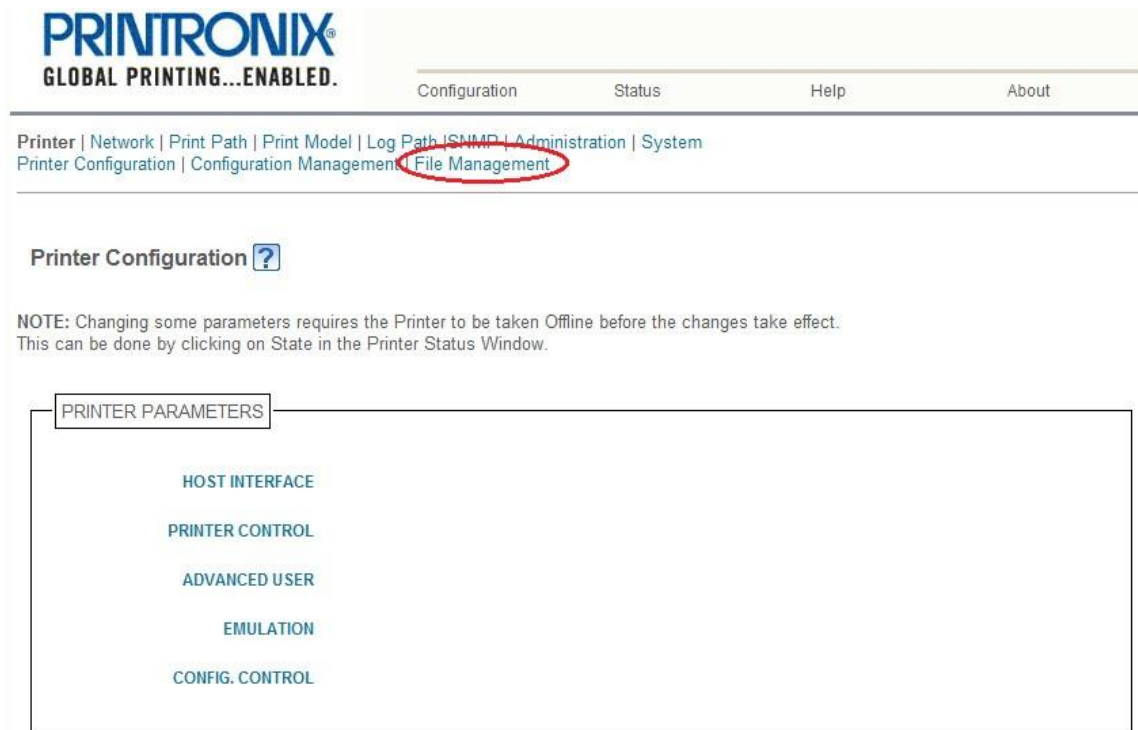 PRINTRONIX®
GLOBAL PRINTING...ENABLED.
Configuration Status Help About
Printer | Network | Print Path | Print Model | Log Path |SNMP | Administration | System
Printer Configuration | Configuration Management | File Management
Printer Configuration ?
NOTE: Changing some parameters requires the Printer to be taken Offline before the changes take effect.
This can be done by clicking on State in the Printer Status Window.
PRINTER PARAMETERS
HOST INTERFACE
PRINTER CONTROL
ADVANCED USER
EMULATION
CONFIG. CONTROL